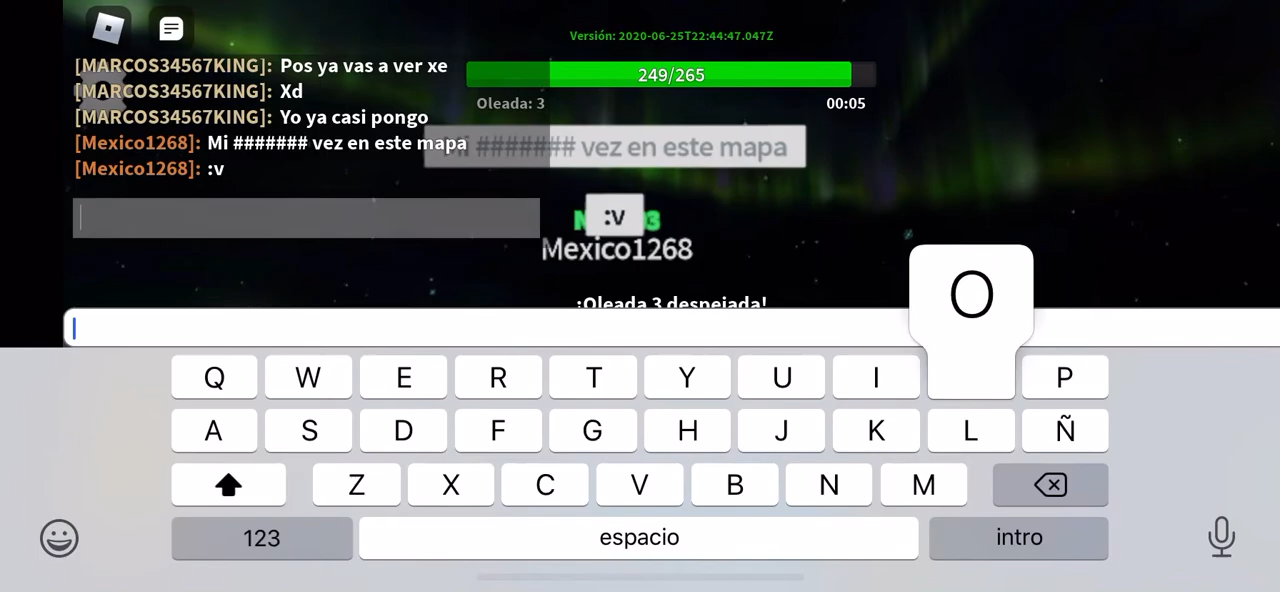 Versión: 2020-06-25T22:44:47.047Z
[MARCOS34567KING]: Pos ya vas a ver xe
[MARCOS34567KING]: Xd
[MARCOS34567KING]: Yo ya casi pongo
[Mexico1268]: Mi ####### vez en este mapa
[Mexico1268]: :v
249/265
Oleada: 3
00:05
Mi ####### vez en este mapa
:v
Mexico1268
¡Oleada 3 despejada!
O
Q W E R T Y U I P
A S D F G H J K L Ñ
Z X C V B N M
123 espacio intro